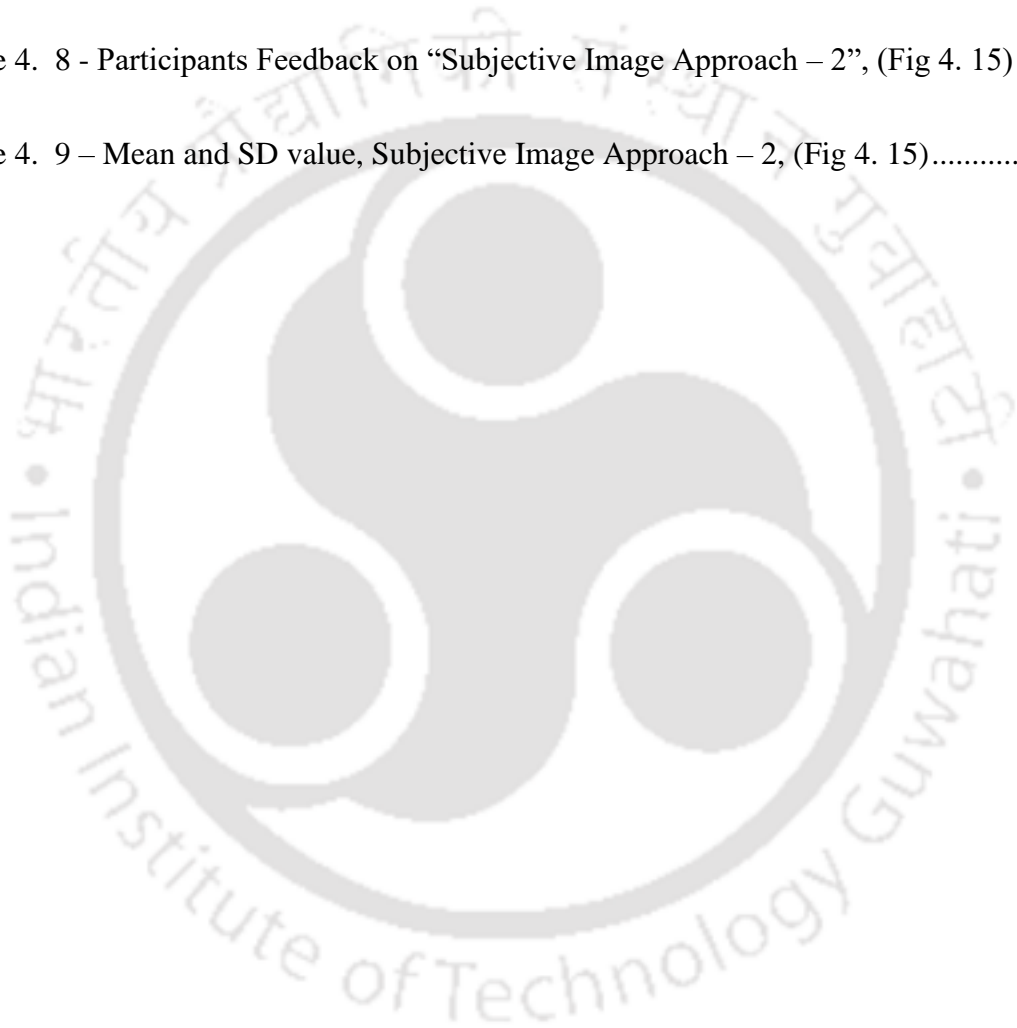 e 4. 8 - Participants Feedback on “Subjective Image Approach – 2”, (Fig 4. 15)
e 4. 9 – Mean and SD value, Subjective Image Approach – 2, (Fig 4. 15)...........
भारतीय प्रौद्योगिकी संस्थान गुवाहाटी
• Indian Institute of Technology Guwahati •